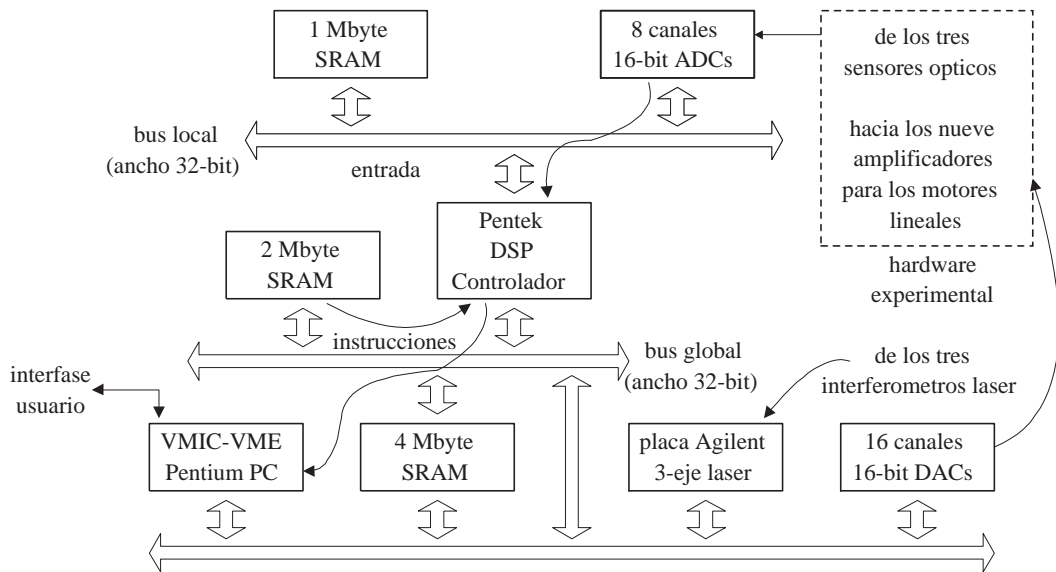 1 Mbyte
SRAM
8 canales
16-bit ADCs
de los tres
sensores opticos
hacia los nueve
amplificadores
para los motores
lineales
bus local
(ancho 32-bit)
entrada
Pentek
DSP
Controlador
2 Mbyte
SRAM
hardware
experimental
instrucciones
bus global
(ancho 32-bit)
de los tres
interferometros laser
interfase
usuario
VMIC-VME
Pentium PC
4 Mbyte
SRAM
placa Agilent
3-eje laser
16 canales
16-bit DACs